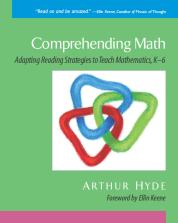 "Read on and be amazed." —Ellin Keene, Coauthor of Mosaic of Thought
Comprehending Math
Adapting Reading Strategies to Teach Mathematics, K–6
ARTHUR HYDE
Foreword by Ellin Keene